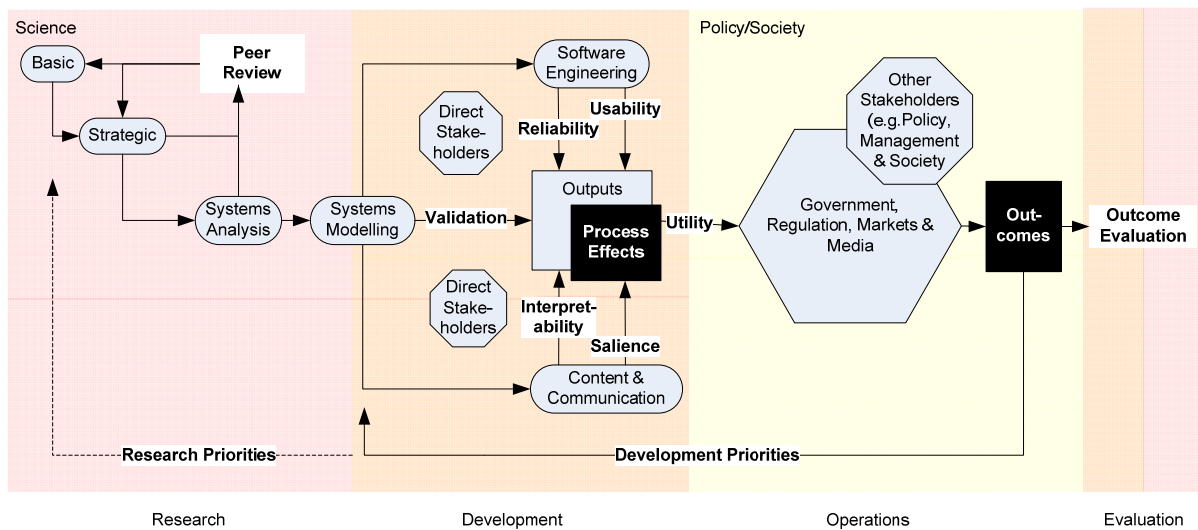 Science
Basic
Peer
Review
Strategic
Systems
Analysis
Systems
Modelling
Software
Engineering
Direct
Stake-
holders
Reliability
Usability
Validation
Outputs
Process
Effects
Direct
Stake-
holders
Interpret-
ability
Salience
Content &
Communication
Utility
Policy/Society
Other
Stakeholders
(e.g.Policy,
Management
& Society
Government,
Regulation, Markets &
Media
Out-
comes
Outcome
Evaluation
Research Priorities
Development Priorities
Research
Development
Operations
Evaluation